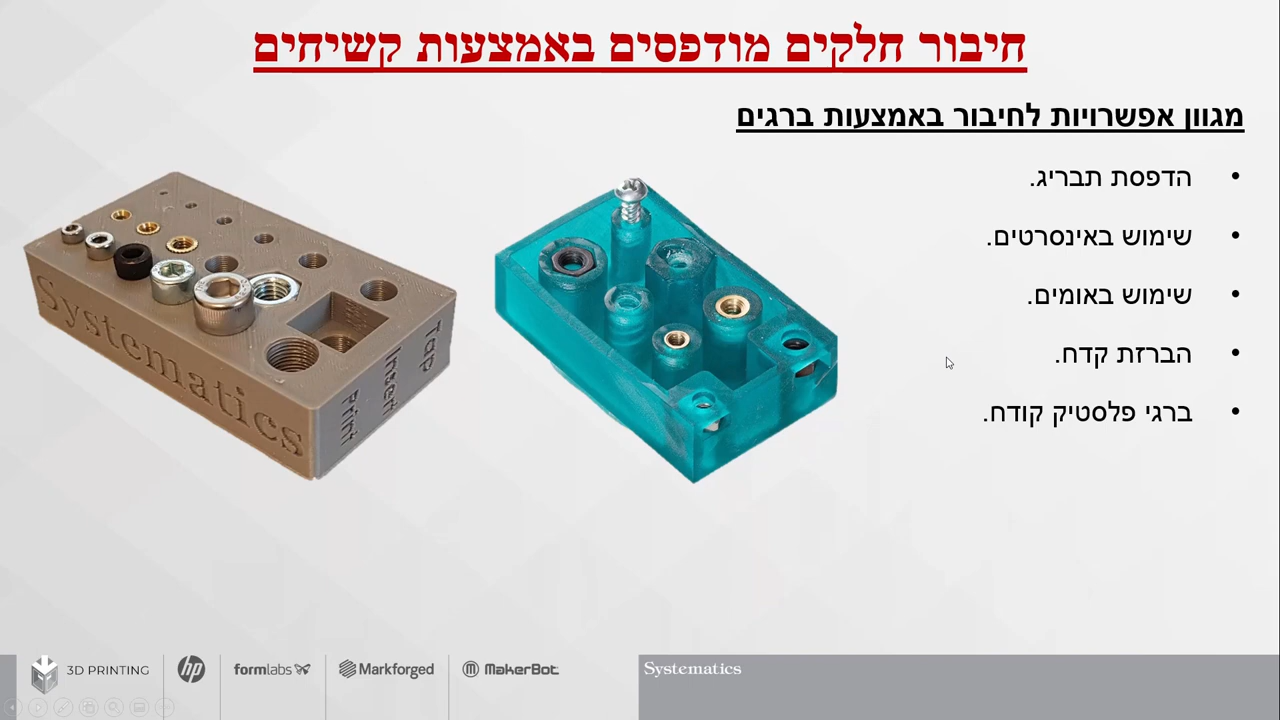 חיבור חלקים מודפסים באמצעות קשיחים
מגוון אפשרויות לחיבור באמצעות ברגים
• הדפסת תבריג.
• שימוש באינסרטים.
• שימוש באומים.
• הברזת קדח.
• ברגי פלסטיק קודח.
Systematics
Tap
Insert
Print
3D PRINTING
hp
formlabs
Markforged
MakerBot
Systematics